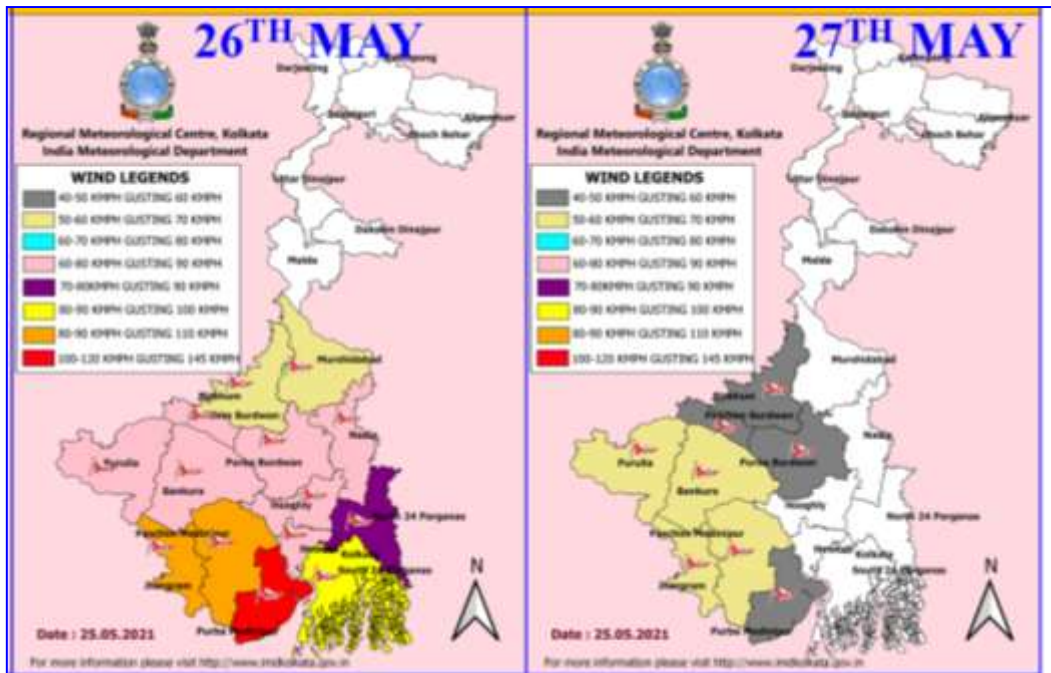 26TH MAY
Regional Meteorological Centre, Kolkata
India Meteorological Department
WIND LEGENDS
40-50 KMPH GUSTING 60 KMPH
50-60 KMPH GUSTING 70 KMPH
60-70 KMPH GUSTING 80 KMPH
60-80 KMPH GUSTING 90 KMPH
70-80KMPH GUSTING 90 KMPH
80-90 KMPH GUSTING 100 KMPH
80-90 KMPH GUSTING 110 KMPH
100-120 KMPH GUSTING 145 KMPH
Darjeeling
Kalimpong
Alipurduar
Cooch Behar
Uttar Dinajpur
Dakshin Dinajpur
Malda
Murshidabad
Birbhum
Burdwan
Nadia
Purulia
Purba Burdwan
Bankura
Hooghly
North 24 Parganas
Paschim Medinipur
Kolkata
South 24 Parganas
Jhargram
Purba Medinipur
N
Date : 25.05.2021
For more information please visit http://www.imdkolkata.gov.in
27TH MAY
Regional Meteorological Centre, Kolkata
India Meteorological Department
WIND LEGENDS
40-50 KMPH GUSTING 60 KMPH
50-60 KMPH GUSTING 70 KMPH
60-70 KMPH GUSTING 80 KMPH
60-80 KMPH GUSTING 90 KMPH
70-80KMPH GUSTING 90 KMPH
80-90 KMPH GUSTING 100 KMPH
80-90 KMPH GUSTING 110 KMPH
100-120 KMPH GUSTING 145 KMPH
Darjeeling
Kalimpong
Alipurduar
Cooch Behar
Uttar Dinajpur
Dakshin Dinajpur
Malda
Murshidabad
Birbhum
Paschim Burdwan
Nadia
Purulia
Purba Burdwan
Bankura
Hooghly
North 24 Parganas
Paschim Medinipur
Howrah
Kolkata
South 24 Parganas
Jhargram
Purba Medinipur
N
Date : 25.05.2021
For more information please visit http://www.imdkolkata.gov.in